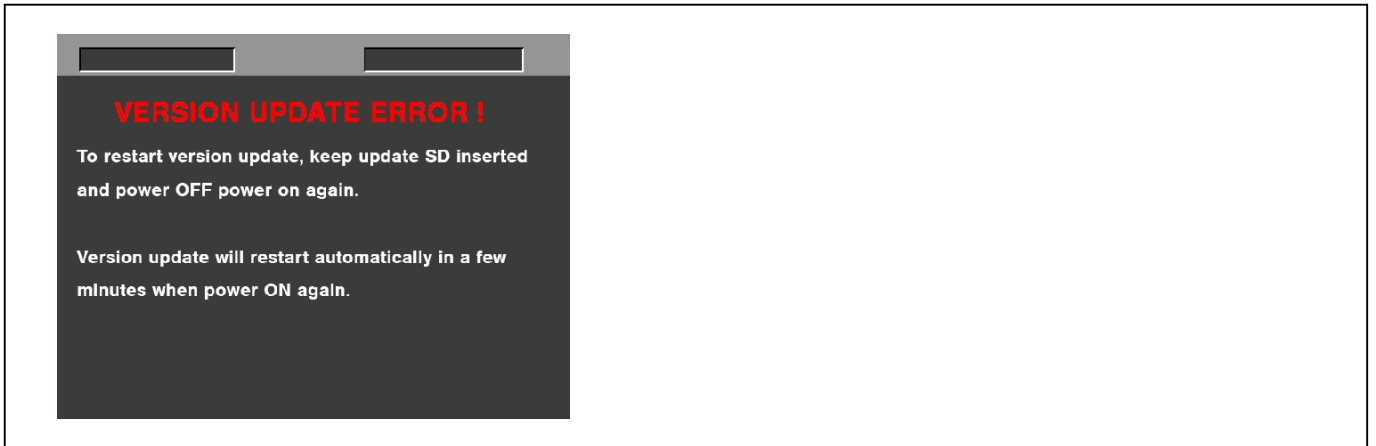 VERSION UPDATE ERROR !
To restart version update, keep update SD inserted
and power OFF power on again.
Version update will restart automatically in a few
minutes when power ON again.